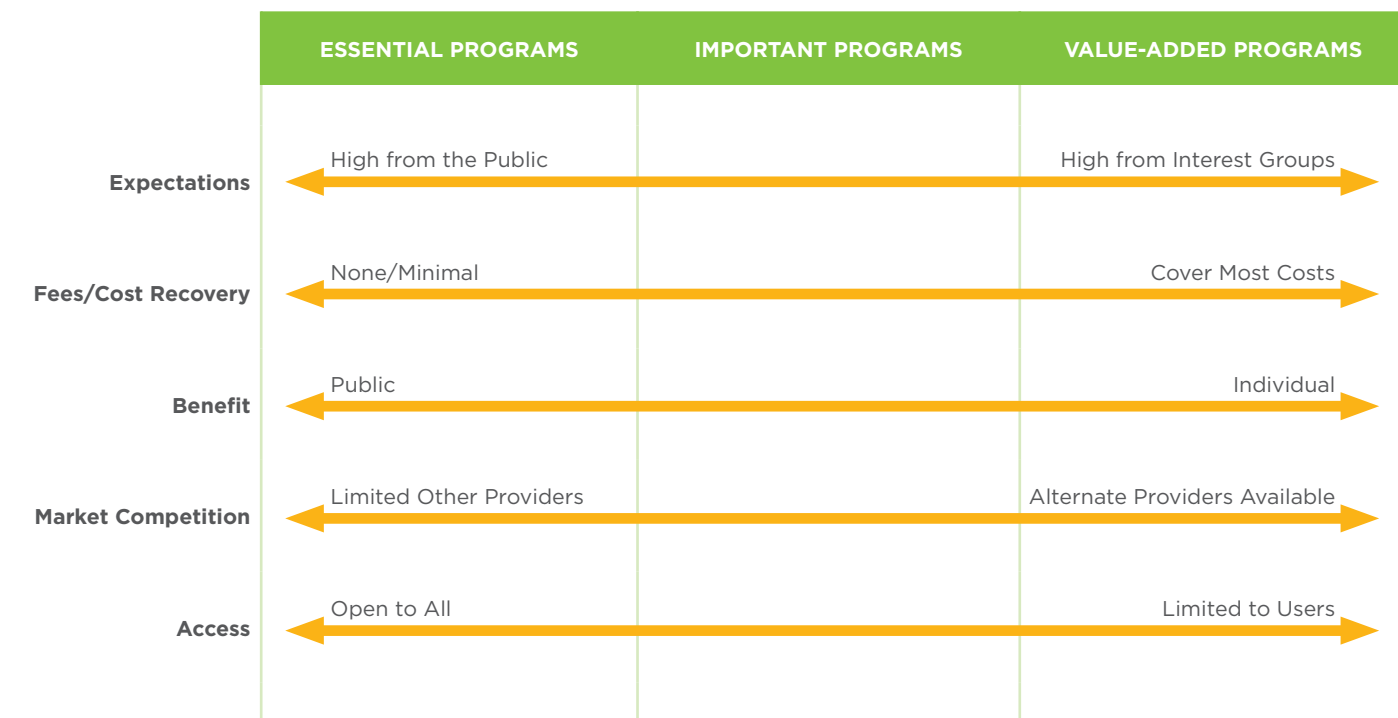 ESSENTIAL PROGRAMS IMPORTANT PROGRAMS VALUE-ADDED PROGRAMS
High from the Public High from Interest Groups
Expectations
None/Minimal Cover Most Costs
Fees/Cost Recovery
Public Individual
Benefit
Limited Other Providers Alternate Providers Available
Market Competition
Open to All Limited to Users
Access